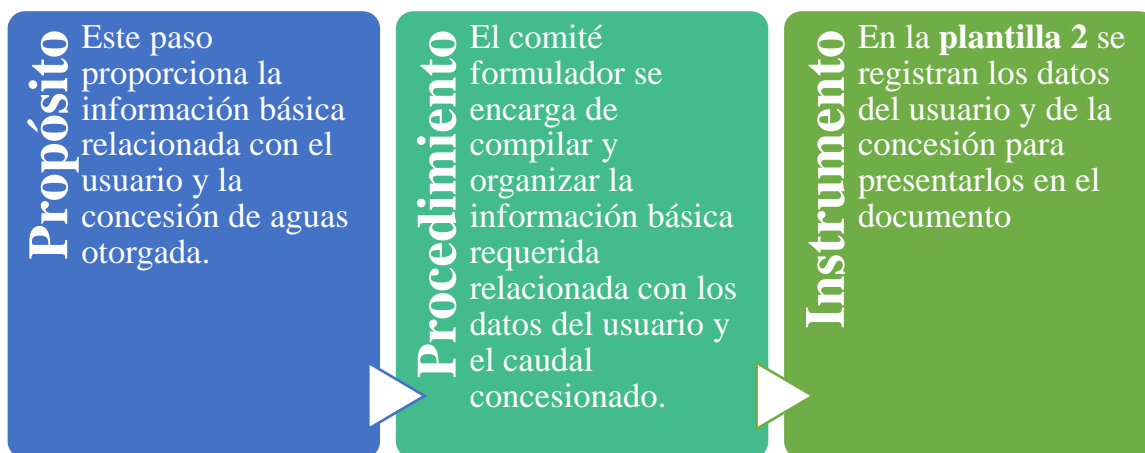 Propósito
Este paso
proporciona la
información básica
relacionada con el
usuario y la
concesión de aguas
otorgada.
Procedimiento
El comité
formulador se
encarga de
compilar y
organizar la
información básica
requerida
relacionada con los
datos del usuario y
el caudal
concesionado.
Instrumento
En la plantilla 2 se
registran los datos
del usuario y de la
concesión para
presentarlos en el
documento